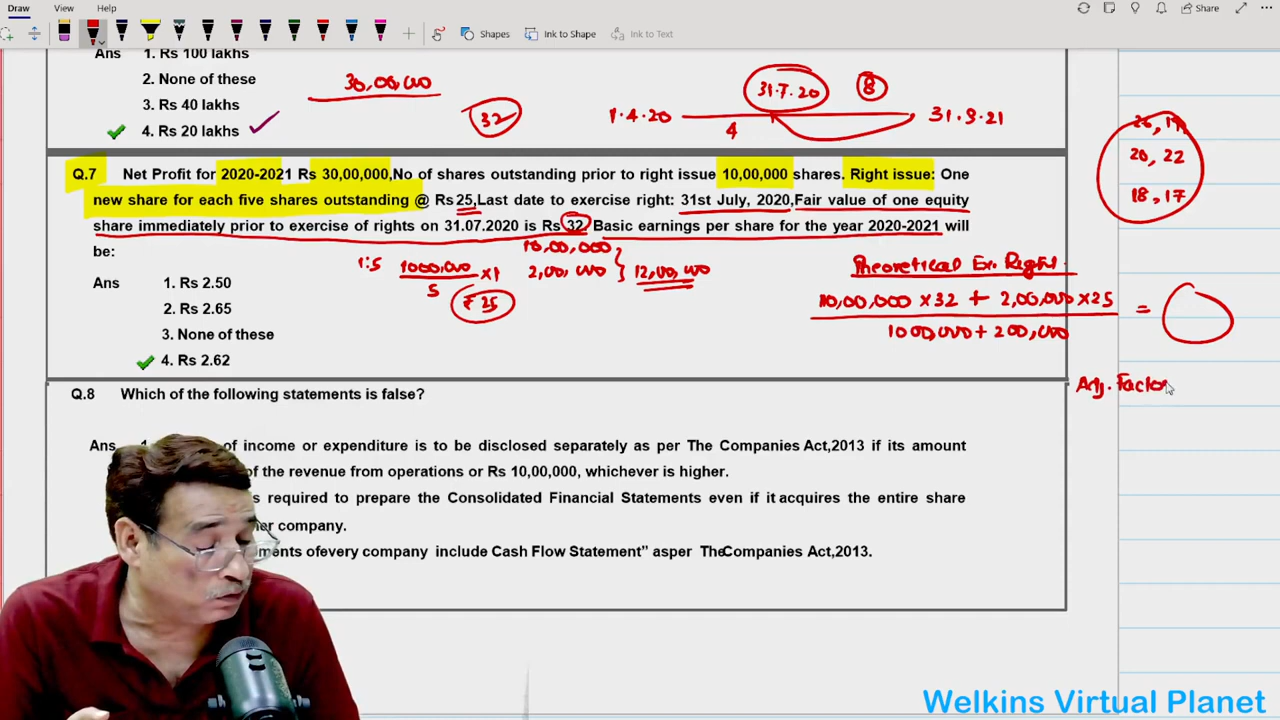 Draw View Help
Share
Shapes Ink to Shape Ink to Text
Ans 1. Rs 100 lakhs
2. None of these
3. Rs 40 lakhs
4. Rs 20 lakhs
30,00,000
32
31.7.20
8
1.4.20
4
31.3.21
20, 22
18, 17
Q.7 Net Profit for 2020-2021 Rs 30,00,000,No of shares outstanding prior to right issue 10,00,000 shares. Right issue: One
new share for each five shares outstanding @ Rs 25,Last date to exercise right: 31st July, 2020,Fair value of one equity
share immediately prior to exercise of rights on 31.07.2020 is Rs 32. Basic earnings per share for the year 2020-2021 will
be:
1:5
1000,000 x 1
5
₹25
10,00,000
2,00,000
12,00,000
Theoretical Ex. Right
10,00,000 x 32 + 2,00,000 x 25
1000,000 + 200,000
=
Ans 1. Rs 2.50
2. Rs 2.65
3. None of these
4. Rs 2.62
Adj. Factor
Q.8 Which of the following statements is false?
Ans of income or expenditure is to be disclosed separately as per The Companies Act,2013 if its amount
of the revenue from operations or Rs 10,00,000, whichever is higher.
required to prepare the Consolidated Financial Statements even if it acquires the entire share
company.
ofevery company include Cash Flow Statement” asper TheCompanies Act,2013.
Welkins Virtual Planet